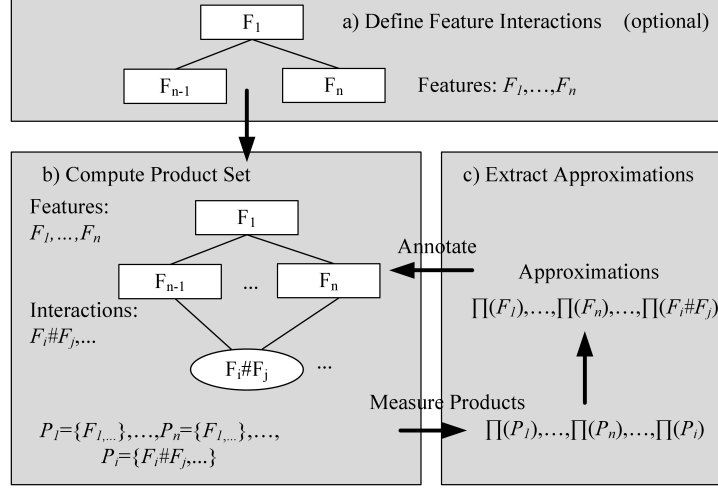 a) Define Feature Interactions (optional)
F1
Fn-1
Fn
Features: F1,…,Fn
b) Compute Product Set
Features:
F1,...,Fn
F1
Fn-1
...
Fn
Interactions:
Fi#Fj,...
Fi#Fj
...
P1={F1,...},…,Pn={F1,...},…,
Pi={Fi#Fj,...}
c) Extract Approximations
Annotate
Approximations
∏(F1),…,∏(Fn),…,∏(Fi#Fj)
Measure Products
∏(P1),…,∏(Pn),…,∏(Pi)